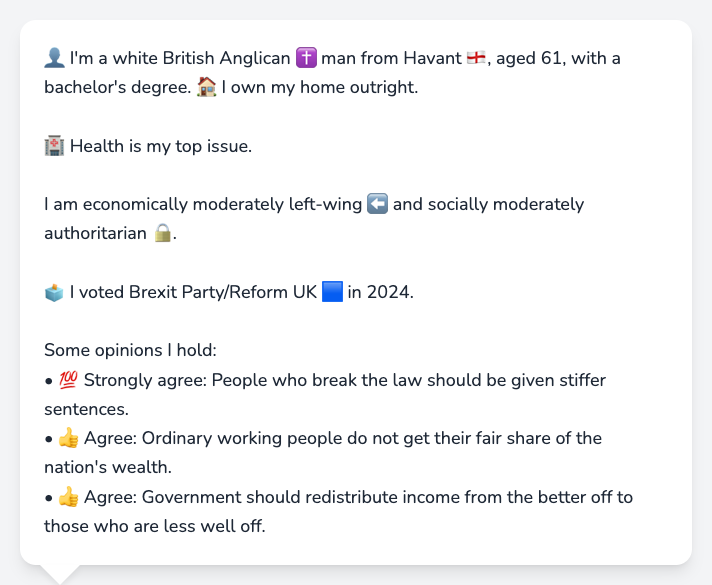 👤 I'm a white British Anglican ✝️ man from Havant 🏴󠁧󠁢󠁥󠁮󠁧󠁿, aged 61, with a
bachelor's degree. 🏠 I own my home outright.
🏥 Health is my top issue.
I am economically moderately left-wing ⬅️ and socially moderately
authoritarian 🔒.
🗳️ I voted Brexit Party/Reform UK 🟦 in 2024.
Some opinions I hold:
• 💯 Strongly agree: People who break the law should be given stiffer
sentences.
• 👍 Agree: Ordinary working people do not get their fair share of the
nation's wealth.
• 👍 Agree: Government should redistribute income from the better off to
those who are less well off.